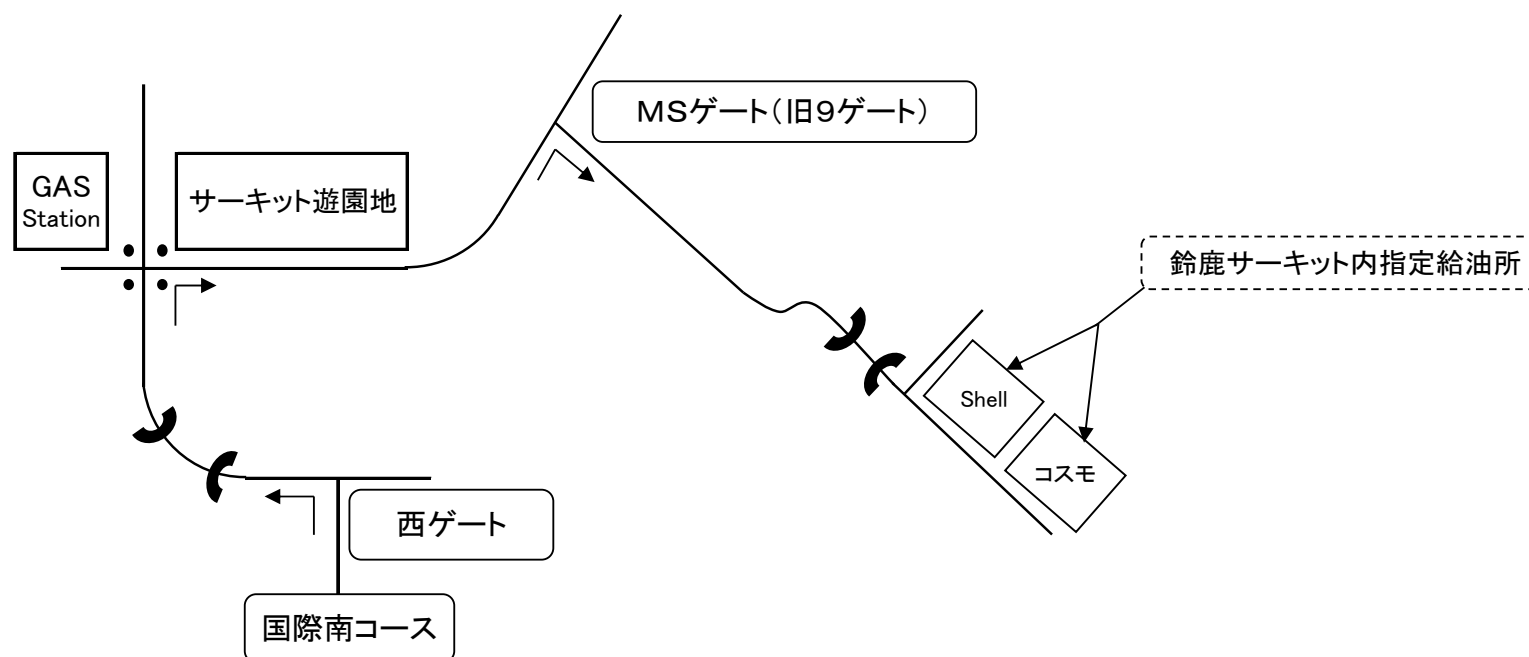 MSゲート(旧9ゲート)
GAS
Station
サーキット遊園地
鈴鹿サーキット内指定給油所
Shell
コスモ
西ゲート
国際南コース